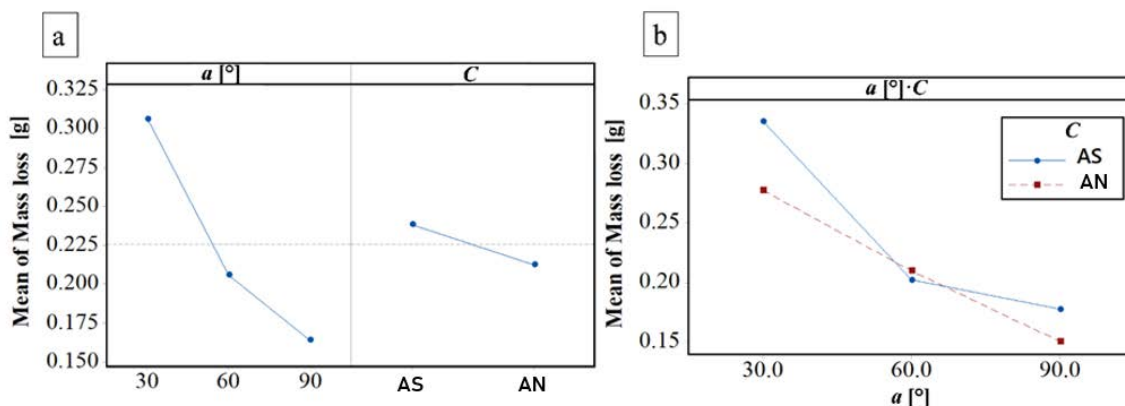 a
a [°]
C
Mean of Mass loss [g]
0.325
0.300
0.275
0.250
0.225
0.200
0.175
0.150
30
60
90
AS
AN
b
a [°]·C
Mean of Mass loss [g]
0.35
0.30
0.25
0.20
0.15
C
AS
AN
30.0
60.0
90.0
a [°]